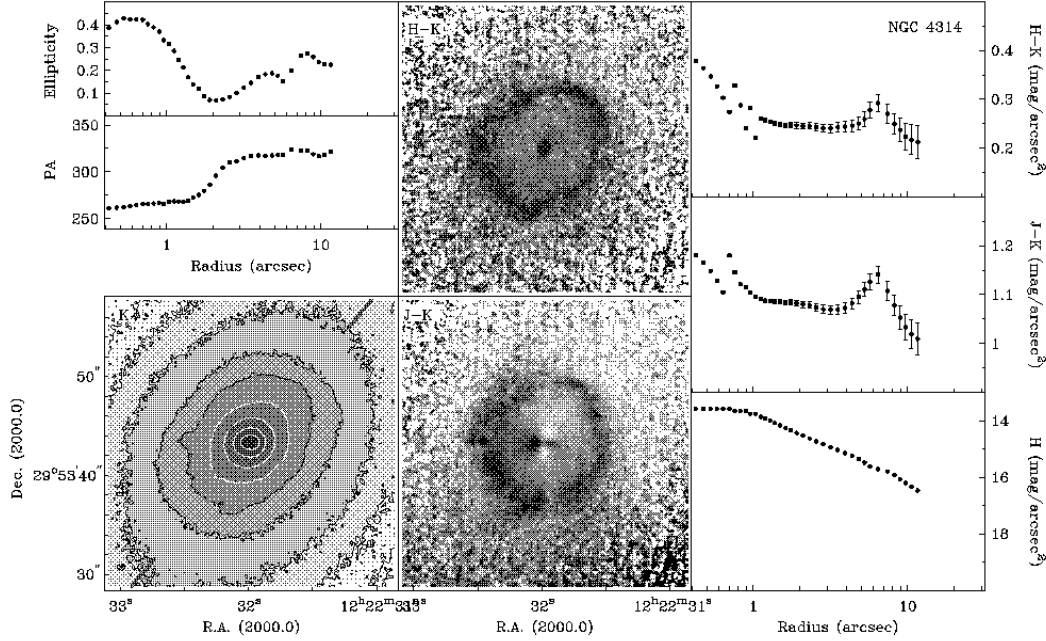 0.4
0.3
0.2
0.1
Ellipticity
350
300
250
PA
1
10
Radius (arcsec)
H-K
NGC 4314
0.4
0.3
0.2
H-K (mag/arcsec²)
1.2
1.1
1
J-K (mag/arcsec²)
K
J-K
50"
29°53'40"
30"
Dec. (2000.0)
33ˢ
32ˢ
12ʰ22ᵐ31ˢ
R.A. (2000.0)
32ˢ
12ʰ22ᵐ31ˢ
R.A. (2000.0)
14
16
18
H (mag/arcsec²)
1
10
Radius (arcsec)